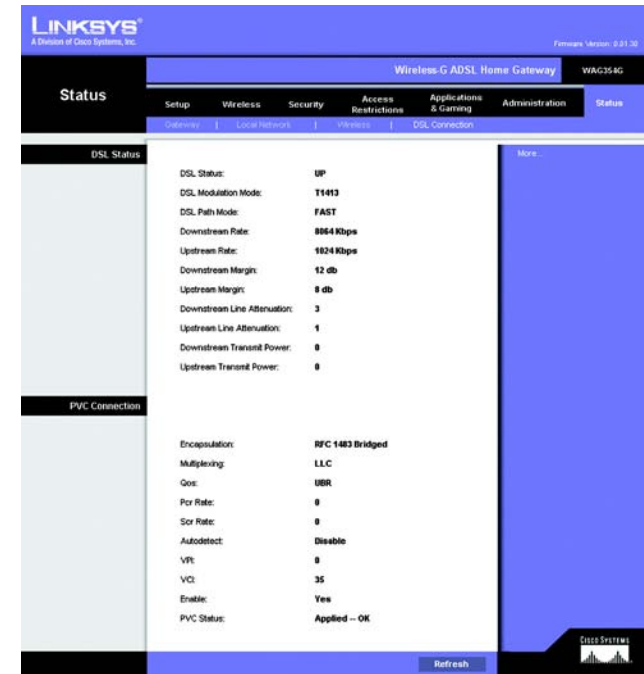 LINKSYS®
A Division of Cisco Systems, Inc.
Firmware Version: 0.01.30
Wireless-G ADSL Home Gateway WAG354G
Status
Setup Wireless Security Access Restrictions Applications & Gaming Administration Status
Gateway | Local Network | Wireless | DSL Connection
DSL Status
More...
DSL Status: UP
DSL Modulation Mode: T1413
DSL Path Mode: FAST
Downstream Rate: 8064 Kbps
Upstream Rate: 1024 Kbps
Downstream Margin: 12 db
Upstream Margin: 8 db
Downstream Line Attenuation: 3
Upstream Line Attenuation: 1
Downstream Transmit Power: 0
Upstream Transmit Power: 0
PVC Connection
Encapsulation: RFC 1483 Bridged
Multiplexing: LLC
Qos: UBR
Pcr Rate: 0
Scr Rate: 0
Autodetect: Disable
VPI: 0
VCI: 35
Enable: Yes
PVC Status: Applied -- OK
Refresh
CISCO SYSTEMS